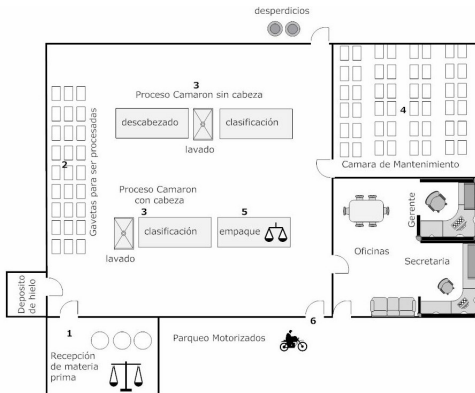 desperdicios
3
Proceso Camaron sin cabeza
descabezado
clasificación
lavado
4
Camara de Mantenimiento
2
Gavetas para ser procesadas
Proceso Camaron
con cabeza
3
5
clasificación
empaque
lavado
Gerente
Oficinas
Secretaria
Deposito
de hielo
1
6
Parqueo Motorizados
Recepción
de materia
prima